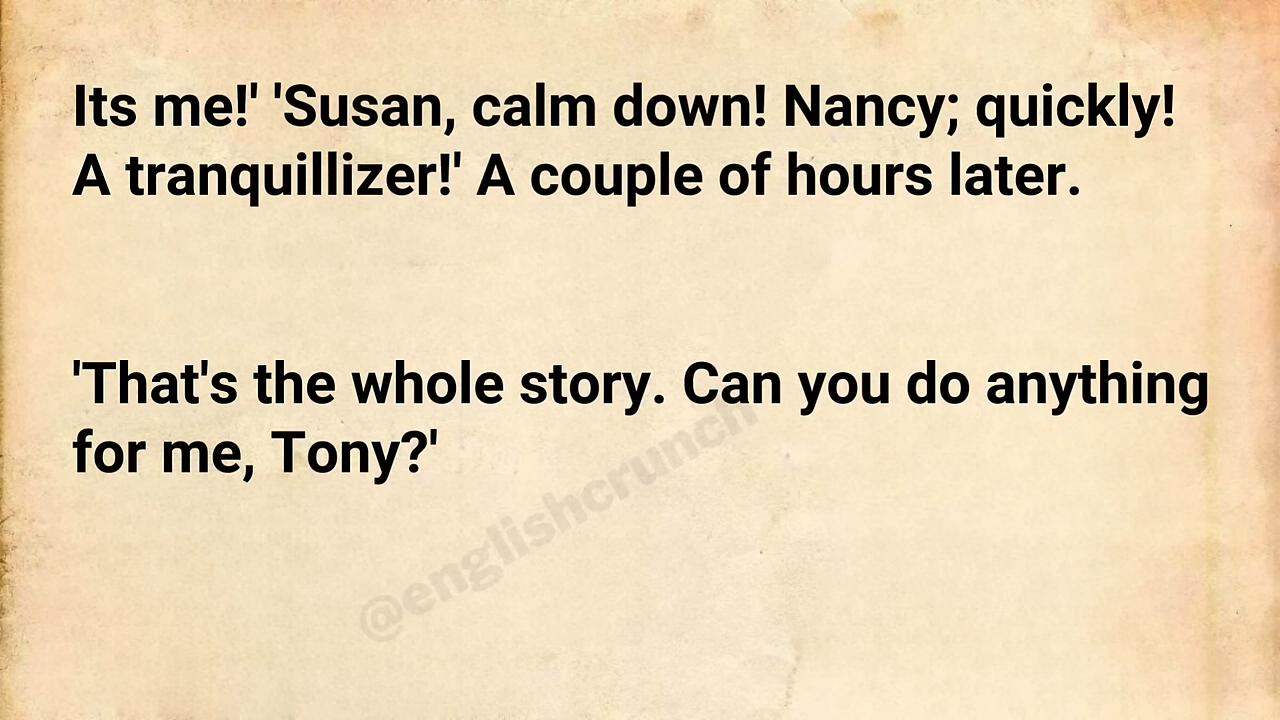 Its me!' 'Susan, calm down! Nancy; quickly!
A tranquillizer!' A couple of hours later.
'That's the whole story. Can you do anything
for me, Tony?'
@englishcrunch